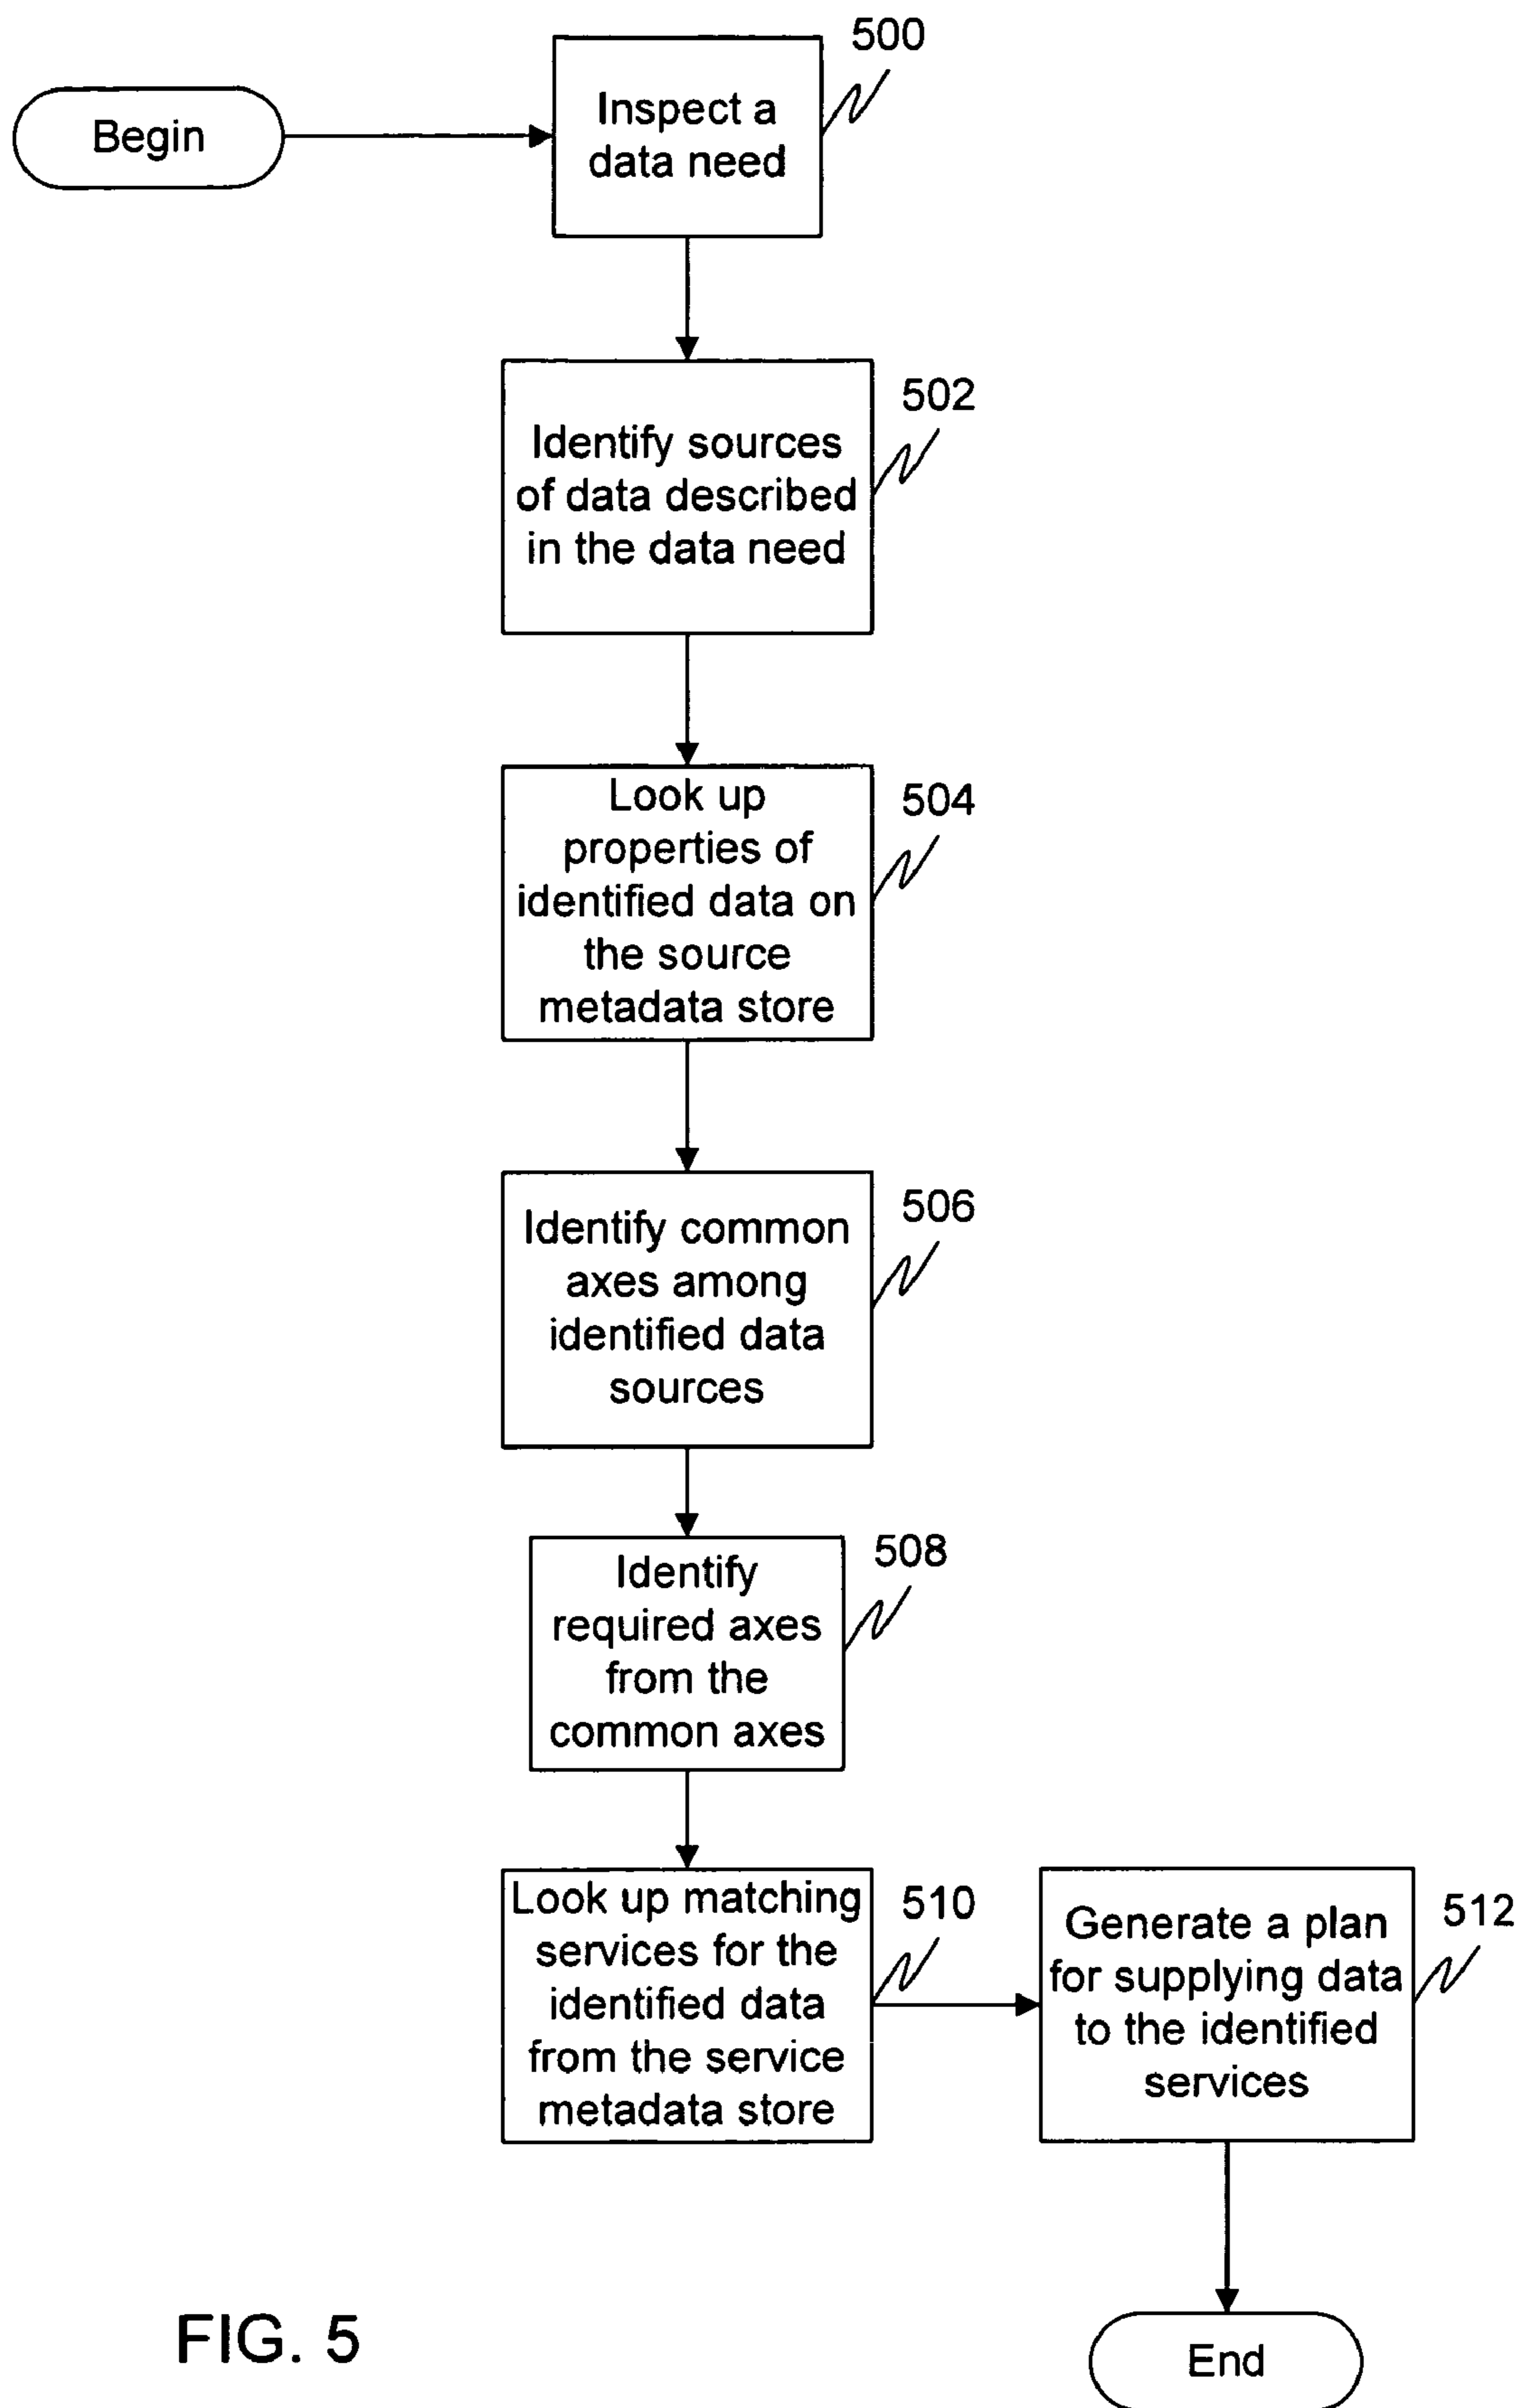 500
Begin
Inspect a
data need
502
Identify sources
of data described
in the data need
504
Look up
properties of
identified data on
the source
metadata store
506
Identify common
axes among
identified data
sources
508
Identify
required axes
from the
common axes
510
Look up matching
services for the
identified data
from the service
metadata store
512
Generate a plan
for supplying data
to the identified
services
FIG. 5
End